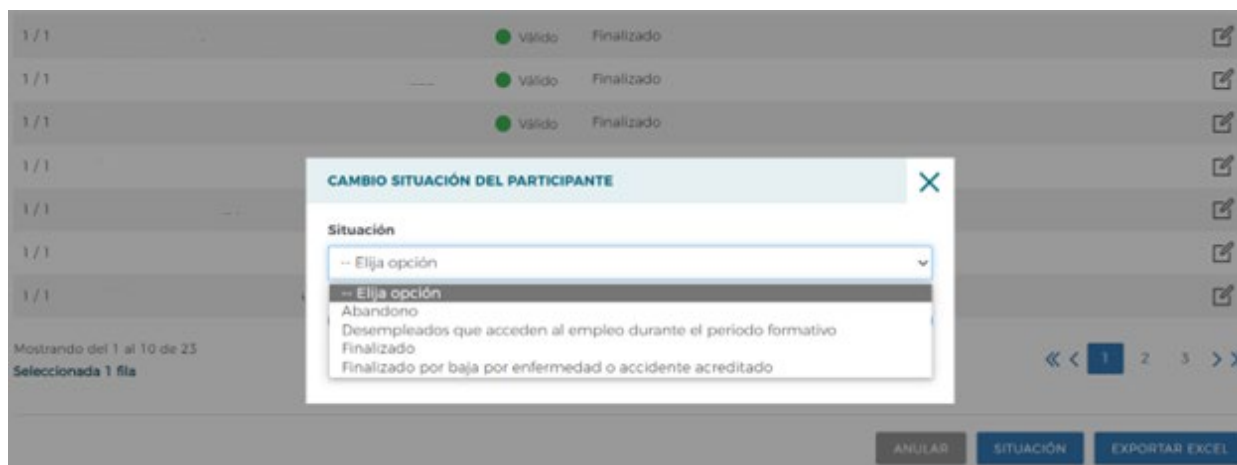 1 / 1 Válido Finalizado
1 / 1 Válido Finalizado
1 / 1 Válido Finalizado
1 / 1
CAMBIO SITUACIÓN DEL PARTICIPANTE
1 / 1
Situación
1 / 1
-- Elija opción
1 / 1
-- Elija opción
Abandono
Desempleados que acceden al empleo durante el periodo formativo
Finalizado
Finalizado por baja por enfermedad o accidente acreditado
Mostrando del 1 al 10 de 23
Seleccionada 1 fila
1 2 3
ANULAR SITUACIÓN EXPORTAR EXCEL